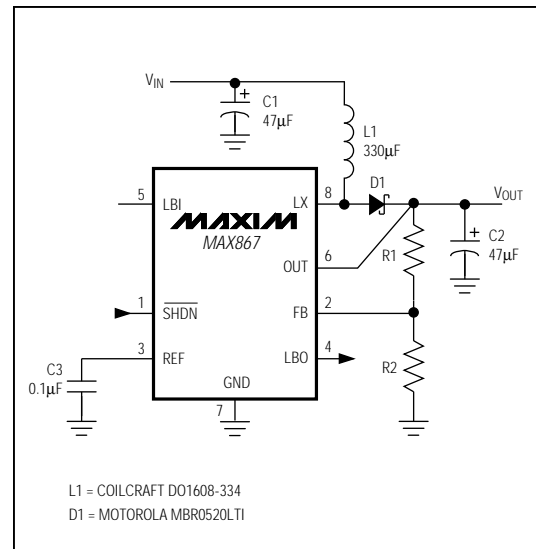 VIN
C1
47µF
L1
330µF
D1
5
LBI
LX
8
VOUT
MAXIM
MAX867
OUT
6
R1
C2
47µF
1
SHDN
FB
2
3
REF
LBO
4
C3
0.1µF
GND
7
R2
L1 = COILCRAFT DO1608-334
D1 = MOTOROLA MBR0520LTI